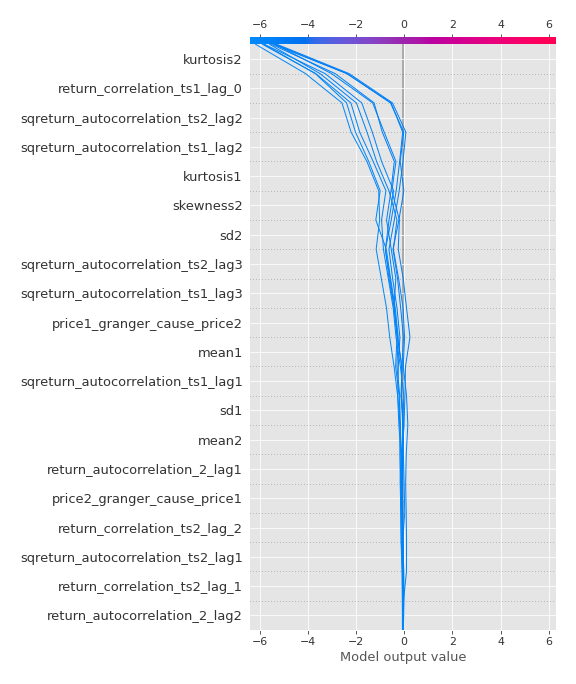 −6 −4 −2 0 2 4 6
kurtosis2
return_correlation_ts1_lag_0
sqreturn_autocorrelation_ts2_lag2
sqreturn_autocorrelation_ts1_lag2
kurtosis1
skewness2
sd2
sqreturn_autocorrelation_ts2_lag3
sqreturn_autocorrelation_ts1_lag3
price1_granger_cause_price2
mean1
sqreturn_autocorrelation_ts1_lag1
sd1
mean2
return_autocorrelation_2_lag1
price2_granger_cause_price1
return_correlation_ts2_lag_2
sqreturn_autocorrelation_ts2_lag1
return_correlation_ts2_lag_1
return_autocorrelation_2_lag2
−6 −4 −2 0 2 4 6
Model output value